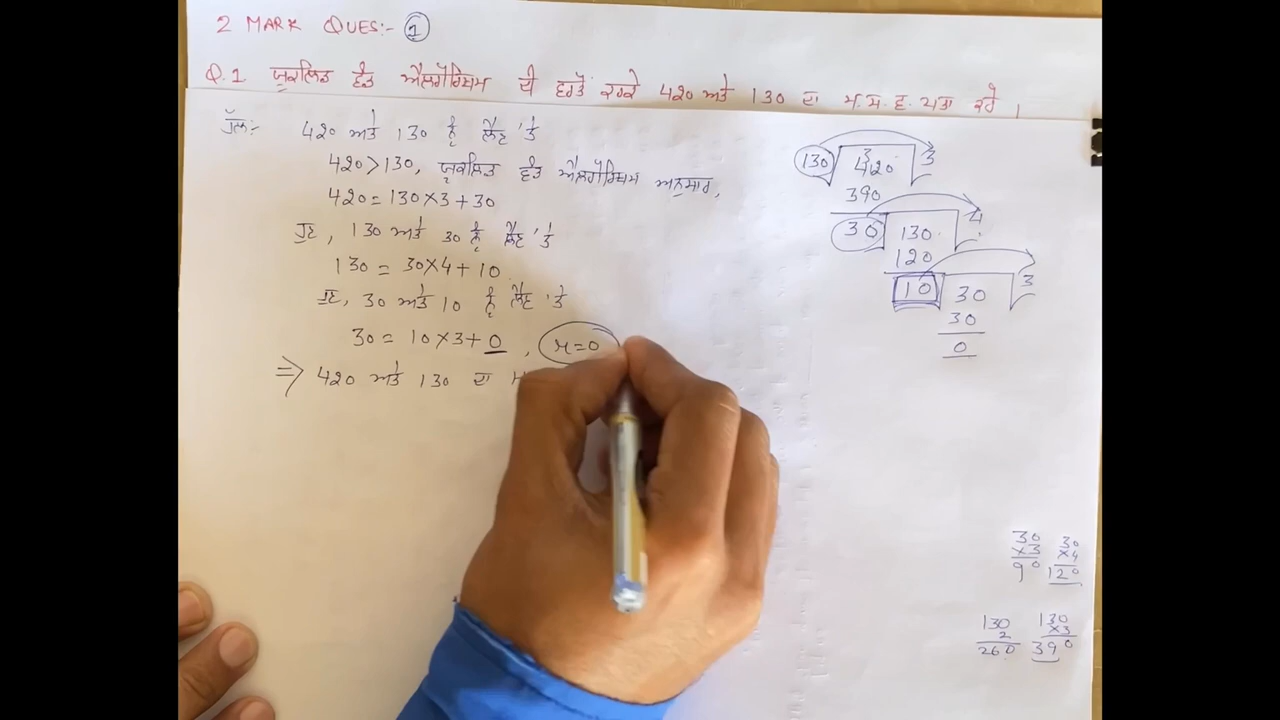 2 MARK QUES:- 1
Q.1 ਯੂਕਲਿਡ ਵੰਡ ਐਲਗੋਰਿਥਮ ਦੀ ਵਰਤੋਂ ਕਰਕੇ 420 ਅਤੇ 130 ਦਾ ਮ.ਸ.ਵ. ਪਤਾ ਕਰੋ ।
ਹੱਲ:- 420 ਅਤੇ 130 ਨੂੰ ਲੈਣ 'ਤੇ
420>130, ਯੂਕਲਿਡ ਵੰਡ ਐਲਗੋਰਿਥਮ ਅਨੁਸਾਰ,
420=130×3+30
ਹੁਣ, 130 ਅਤੇ 30 ਨੂੰ ਲੈਣ 'ਤੇ
130 = 30×4+10
ਹੁਣ, 30 ਅਤੇ 10 ਨੂੰ ਲੈਣ 'ਤੇ
30 = 10×3+0, r=0
⇒ 420 ਅਤੇ 130 ਦਾ ਮ
130 420 3
3
390
30 130 4
120
10 30 3
30
0
30 30
×3 ×4
90 120
130 130
2 ×3
260 390